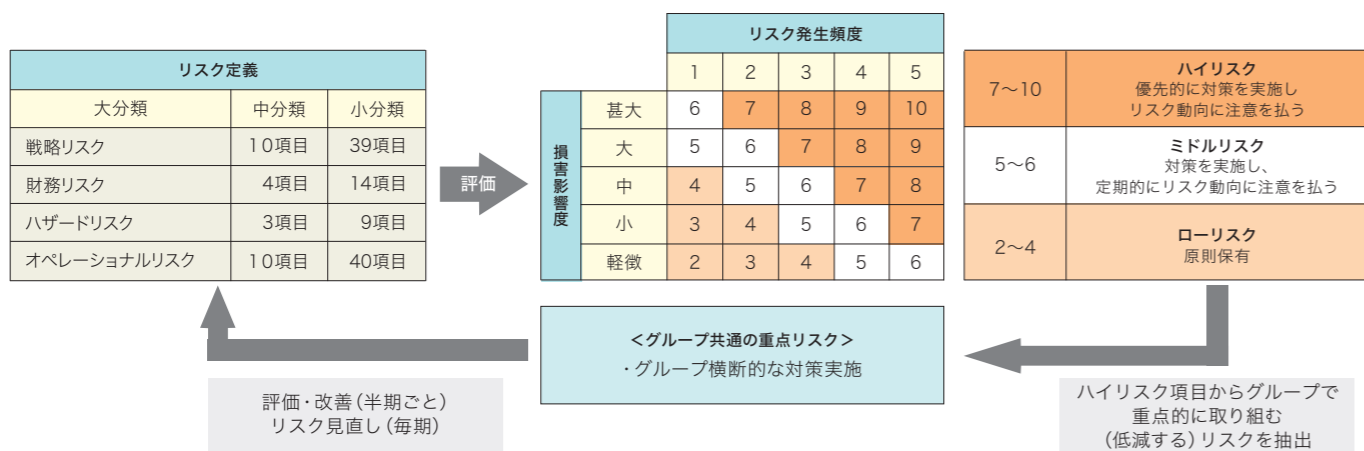 リスク定義
大分類 中分類 小分類
戦略リスク 10項目 39項目
財務リスク 4項目 14項目
ハザードリスク 3項目 9項目
オペレーショナルリスク 10項目 40項目
評価
リスク発生頻度
1 2 3 4 5
損害影響度
甚大 6 7 8 9 10
大 5 6 7 8 9
中 4 5 6 7 8
小 3 4 5 6 7
軽徴 2 3 4 5 6
7〜10
ハイリスク
優先的に対策を実施し
リスク動向に注意を払う
5〜6
ミドルリスク
対策を実施し、
定期的にリスク動向に注意を払う
2〜4
ローリスク
原則保有
ハイリスク項目からグループで
重点的に取り組む
(低減する)リスクを抽出
<グループ共通の重点リスク>
・グループ横断的な対策実施
評価・改善(半期ごと)
リスク見直し(毎期)